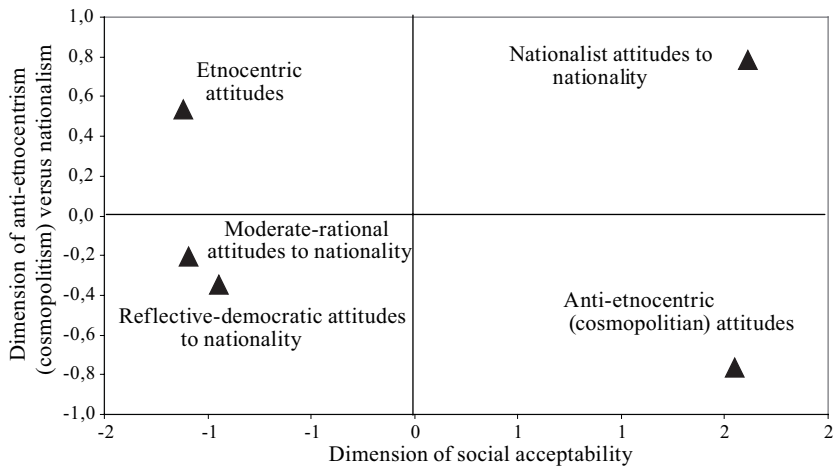 Dimension of anti-etnocentrism
(cosmopolitism) versus nationalism
1,0
0,8
0,6
0,4
0,2
0,0
-0,2
-0,4
-0,6
-0,8
-1,0
Etnocentric
attitudes
Nationalist attitudes to
nationality
Moderate-rational
attitudes to nationality
Reflective-democratic attitudes
to nationality
Anti-etnocentric
(cosmopolitian) attitudes
-2 -1 -1 0 1 1 2 2
Dimension of social acceptability